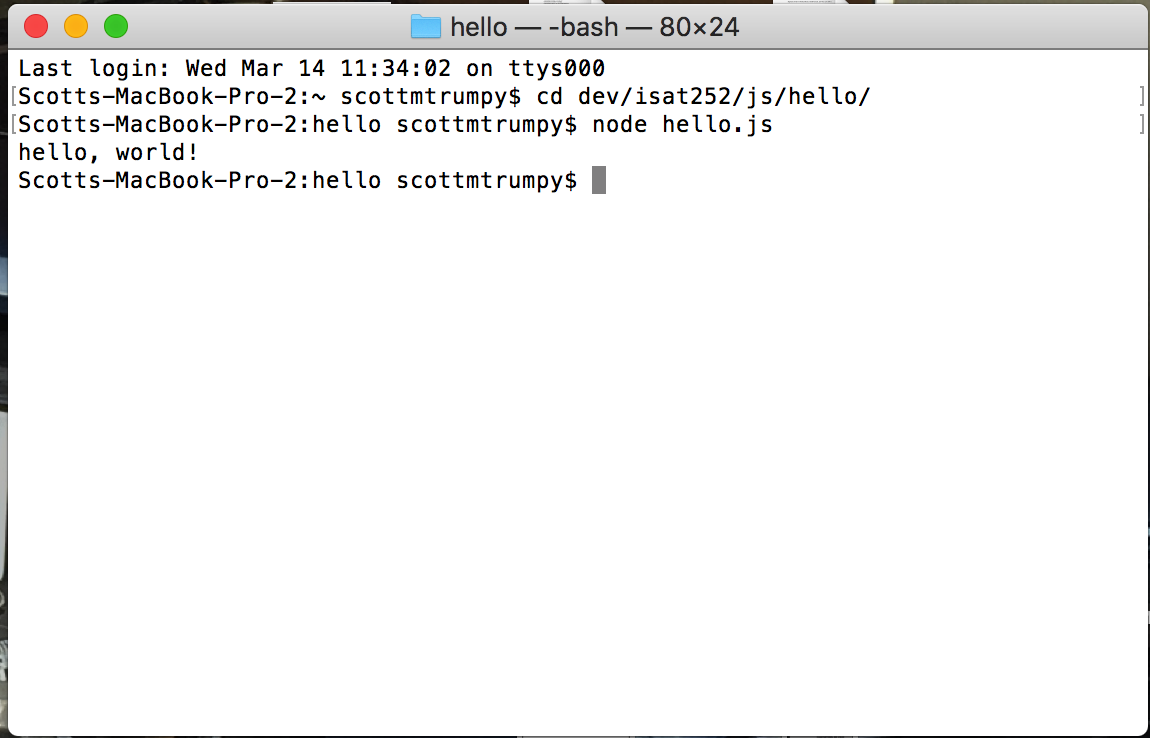 hello — -bash — 80×24
Last login: Wed Mar 14 11:34:02 on ttys000
[Scotts-MacBook-Pro-2:~ scottmtrumpy$ cd dev/isat252/js/hello/ ]
[Scotts-MacBook-Pro-2:hello scottmtrumpy$ node hello.js ]
hello, world!
Scotts-MacBook-Pro-2:hello scottmtrumpy$